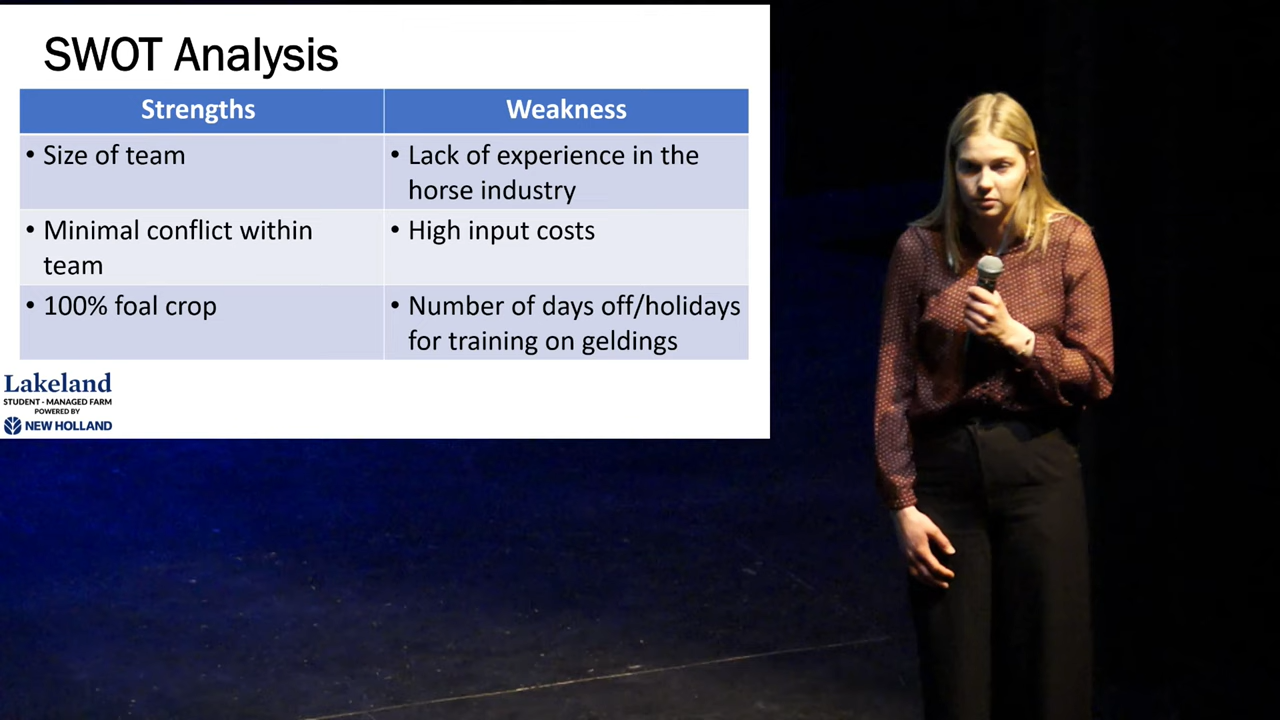 SWOT Analysis
Strengths
Weakness
• Size of team
• Lack of experience in the
horse industry
• Minimal conflict within
team
• High input costs
• 100% foal crop
• Number of days off/holidays
for training on geldings
Lakeland
STUDENT - MANAGED FARM
POWERED BY
NEW HOLLAND